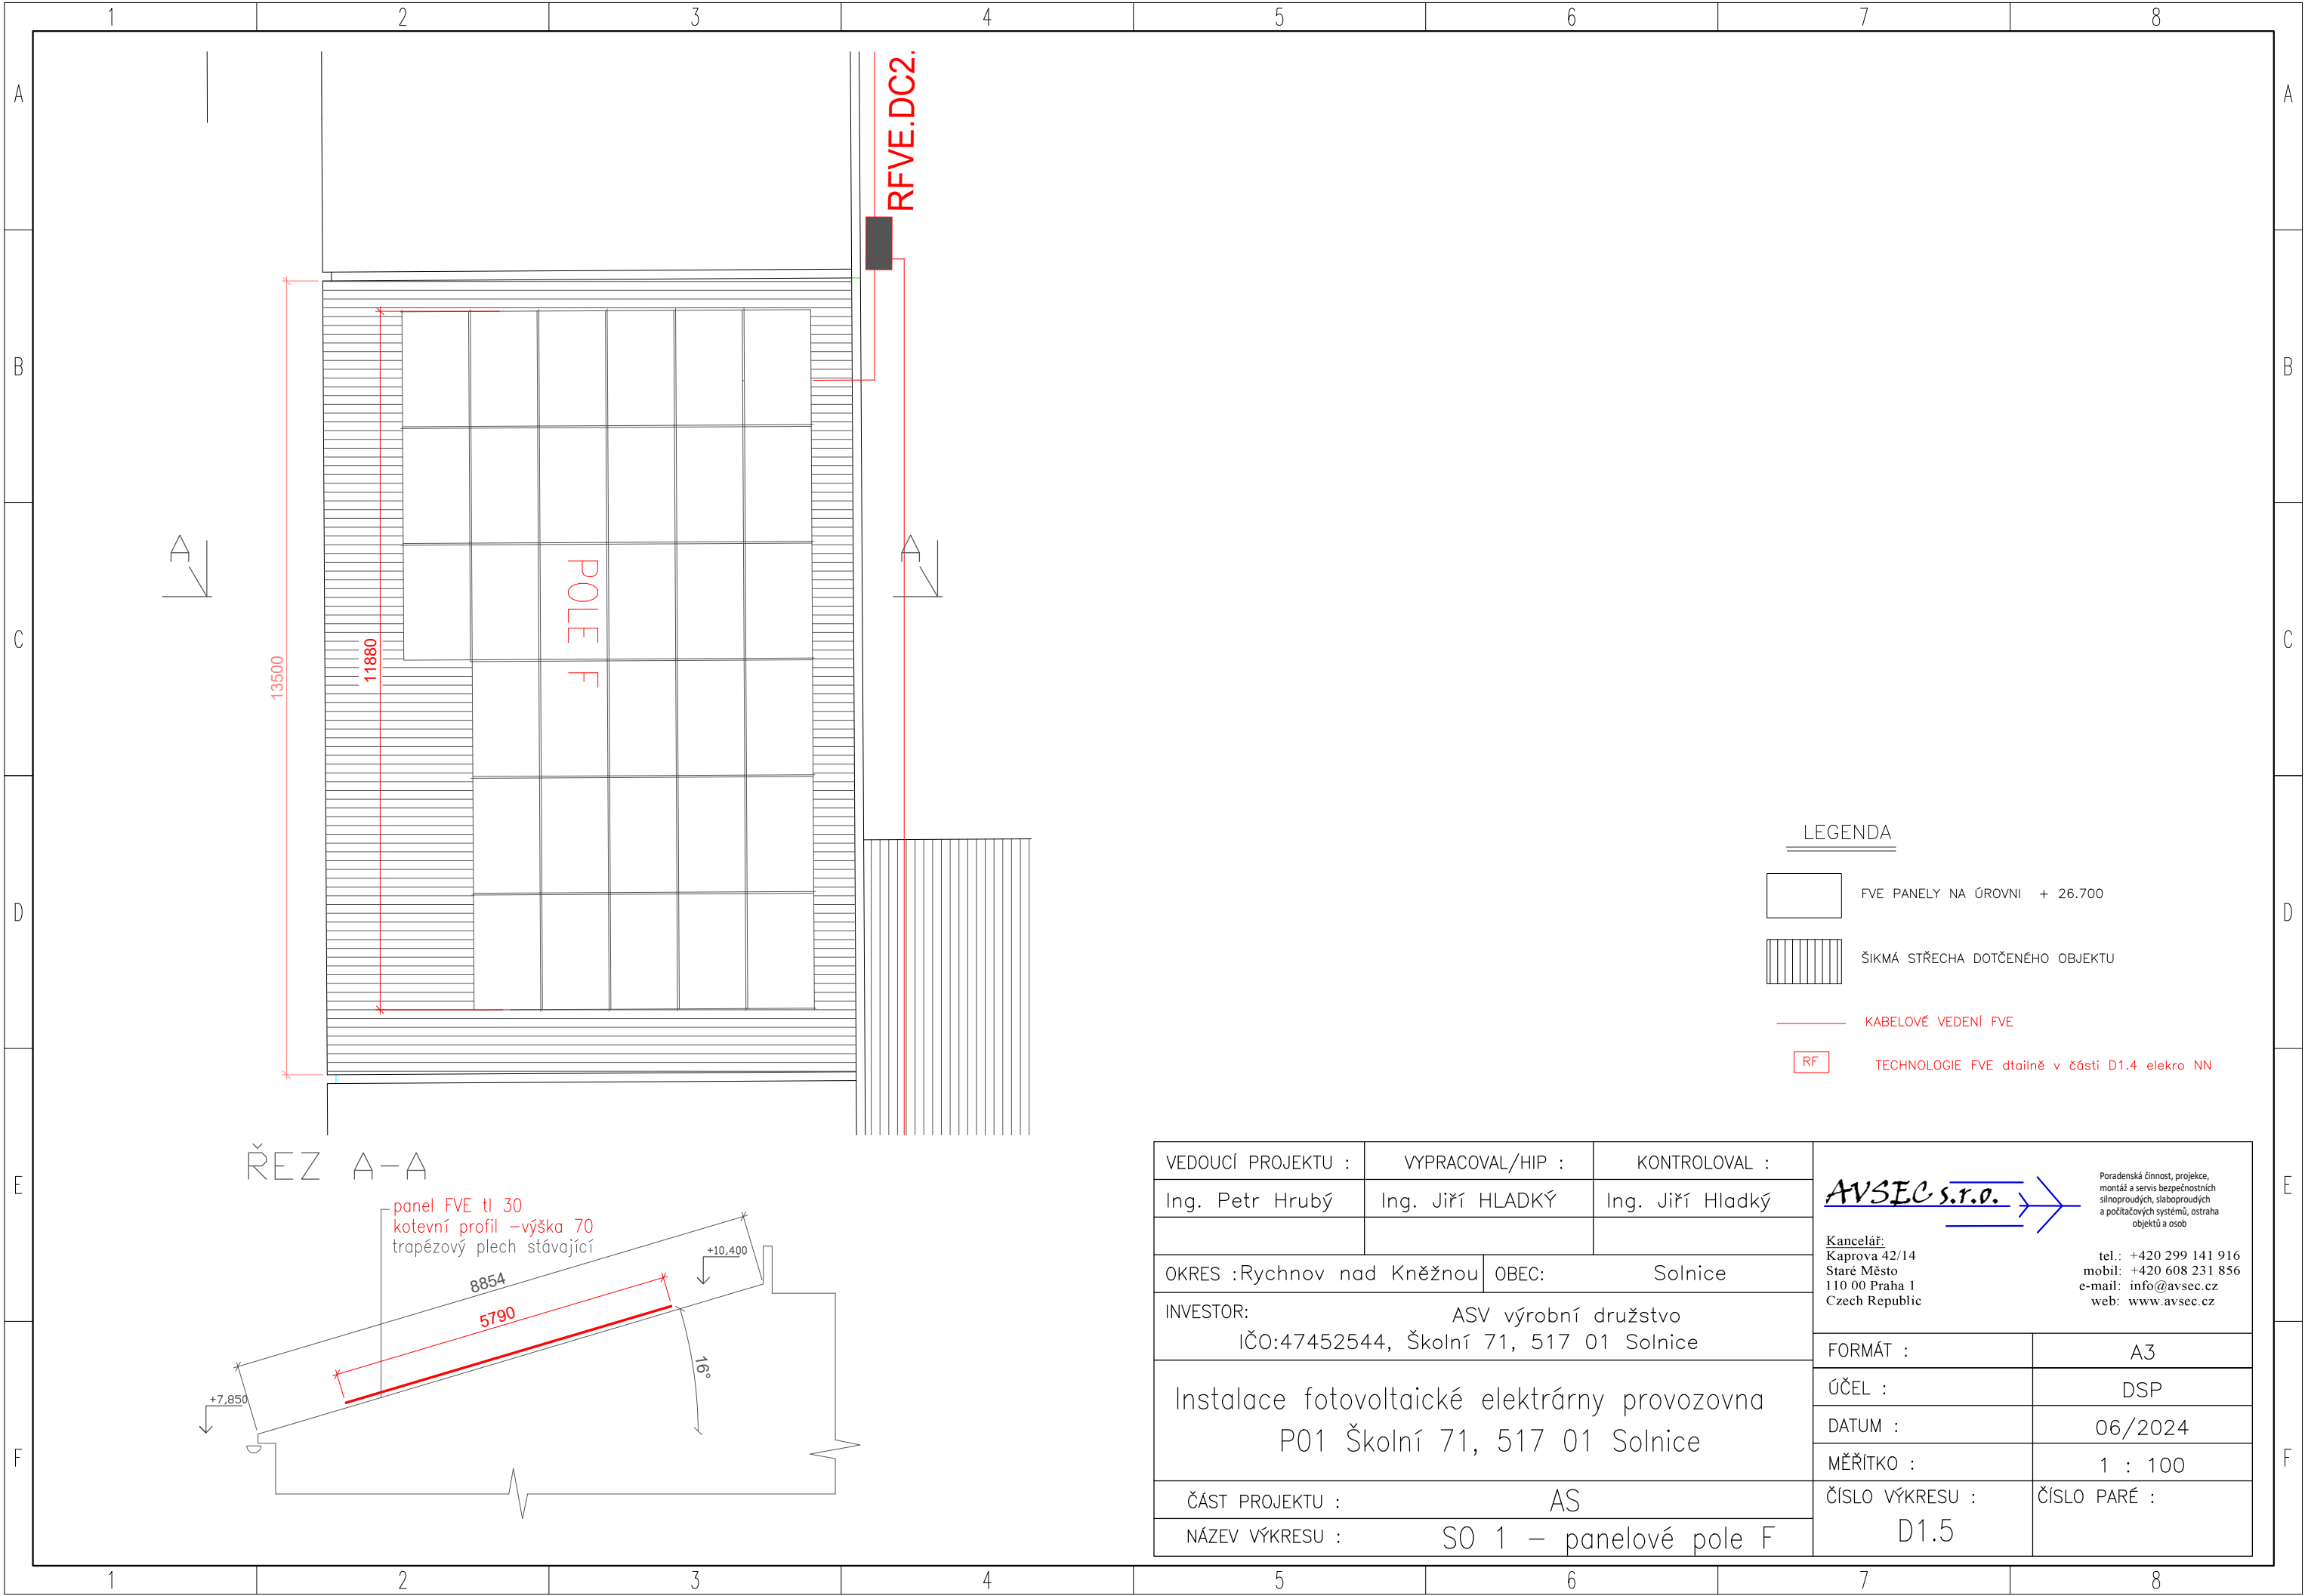 1 2 3 4 5 6 7 8
A A
B B
C C
D D
E E
F F
RFVE.DC2.
A A
POLE F
13500
11880
LEGENDA
FVE PANELY NA ÚROVNI + 26.700
ŠIKMÁ STŘECHA DOTČENÉHO OBJEKTU
KABELOVÉ VEDENÍ FVE
RF TECHNOLOGIE FVE dtailně v části D1.4 elekro NN
ŘEZ A-A
panel FVE tl 30
kotevní profil -výška 70
trapézový plech stávající
8854
5790
+10,400
+7,850
16°
VEDOUCÍ PROJEKTU : VYPRACOVAL/HIP : KONTROLOVAL :
Ing. Petr Hrubý Ing. Jiří HLADKÝ Ing. Jiří Hladký
OKRES :Rychnov nad Kněžnou OBEC: Solnice
INVESTOR: ASV výrobní družstvo
IČO:47452544, Školní 71, 517 01 Solnice
Instalace fotovoltaické elektrárny provozovna
P01 Školní 71, 517 01 Solnice
ČÁST PROJEKTU : AS
NÁZEV VÝKRESU : SO 1 - panelové pole F
AVSEC s.r.o.
Poradenská činnost, projekce,
montáž a servis bezpečnostních
silnoproudých, slaboproudých
a počítačových systémů, ostraha
objektů a osob
Kancelář:
Kaprova 42/14
Staré Město
110 00 Praha 1
Czech Republic
tel.: +420 299 141 916
mobil: +420 608 231 856
e-mail: info@avsec.cz
web: www.avsec.cz
FORMÁT : A3
ÚČEL : DSP
DATUM : 06/2024
MĚŘÍTKO : 1 : 100
ČÍSLO VÝKRESU : ČÍSLO PARÉ :
D1.5
1 2 3 4 5 6 7 8